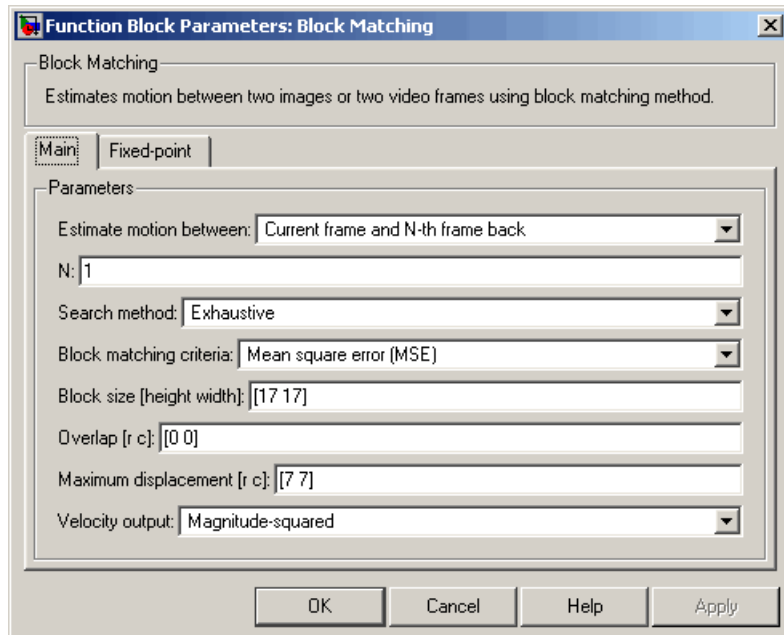 Function Block Parameters: Block Matching
Block Matching
Estimates motion between two images or two video frames using block matching method.
Main Fixed-point
Parameters
Estimate motion between: Current frame and N-th frame back
N: 1
Search method: Exhaustive
Block matching criteria: Mean square error (MSE)
Block size [height width]: [17 17]
Overlap [r c]: [0 0]
Maximum displacement [r c]: [7 7]
Velocity output: Magnitude-squared
OK Cancel Help Apply